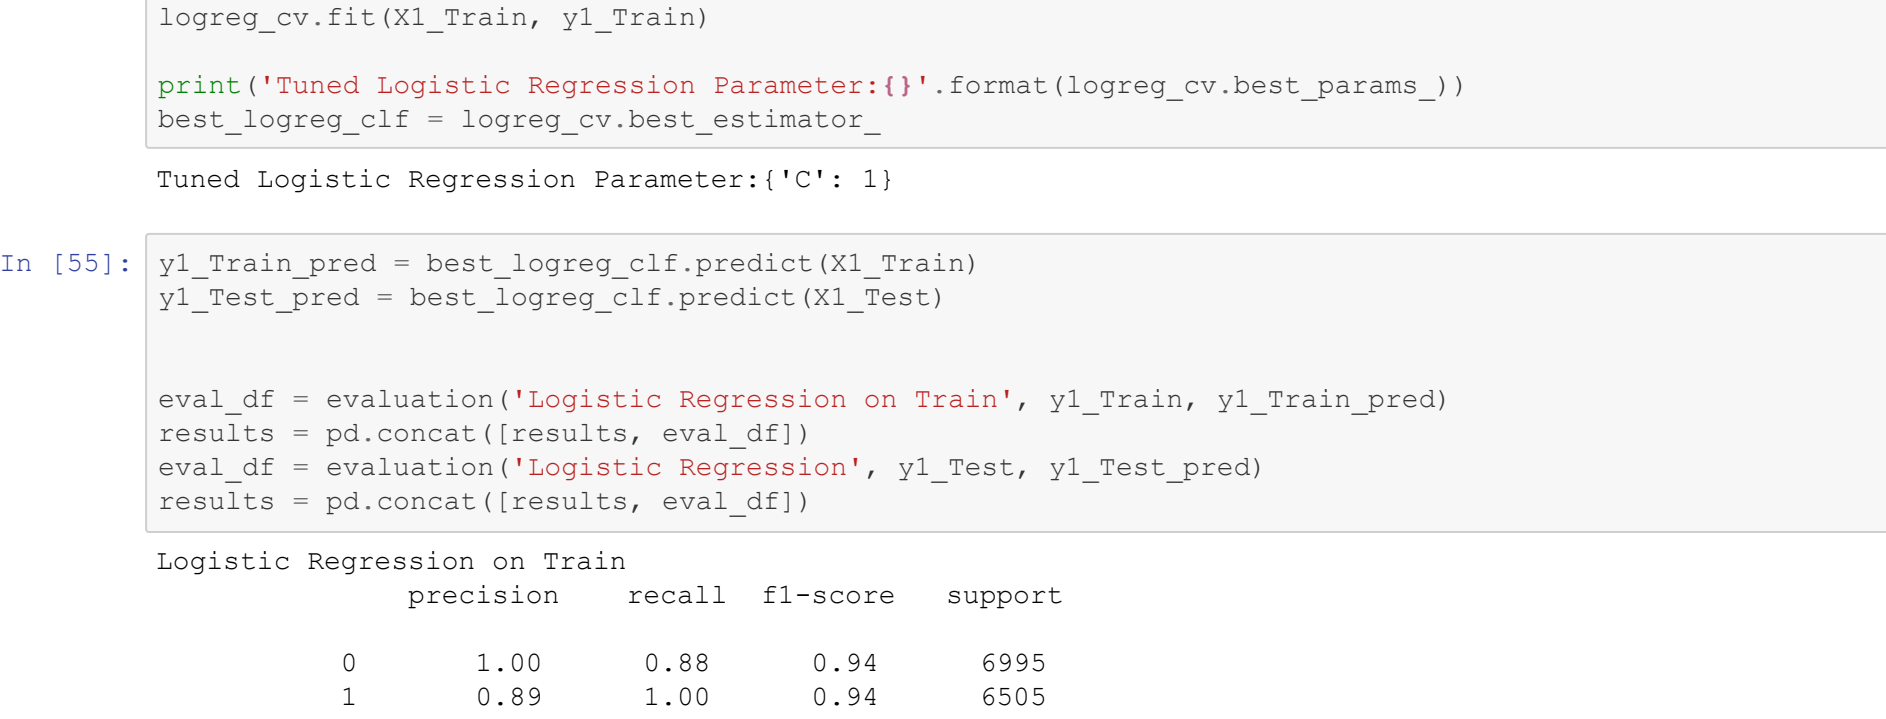 logreg_cv.fit(X1_Train, y1_Train)
print('Tuned Logistic Regression Parameter:{}'.format(logreg_cv.best_params_))
best_logreg_clf = logreg_cv.best_estimator_
Tuned Logistic Regression Parameter:{'C': 1}
In [55]: y1_Train_pred = best_logreg_clf.predict(X1_Train)
y1_Test_pred = best_logreg_clf.predict(X1_Test)
eval_df = evaluation('Logistic Regression on Train', y1_Train, y1_Train_pred)
results = pd.concat([results, eval_df])
eval_df = evaluation('Logistic Regression', y1_Test, y1_Test_pred)
results = pd.concat([results, eval_df])
Logistic Regression on Train
precision recall f1-score support
0 1.00 0.88 0.94 6995
1 0.89 1.00 0.94 6505